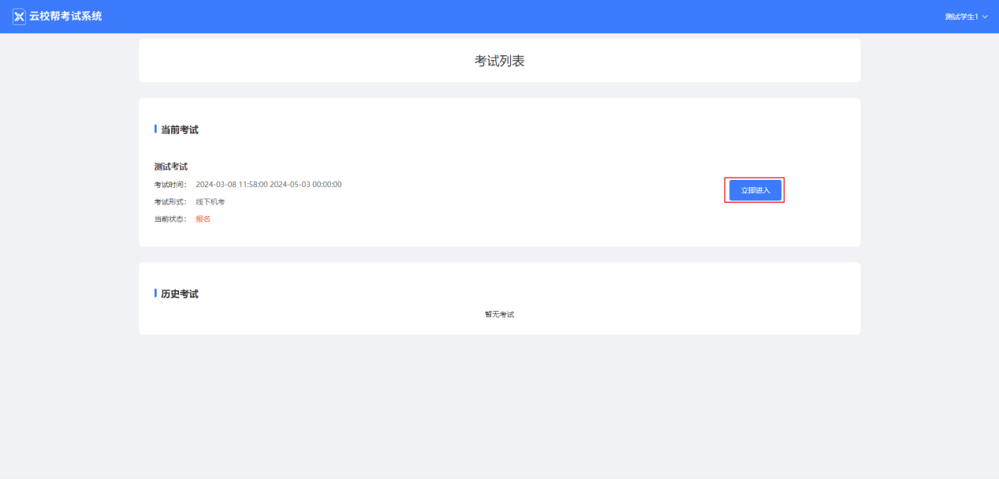 云校帮考试系统
测试学生1
考试列表
当前考试
测试考试
考试时间： 2024-03-08 11:58:00 2024-05-03 00:00:00
立即进入
考试形式： 线下机考
当前状态： 报名
历史考试
暂无考试